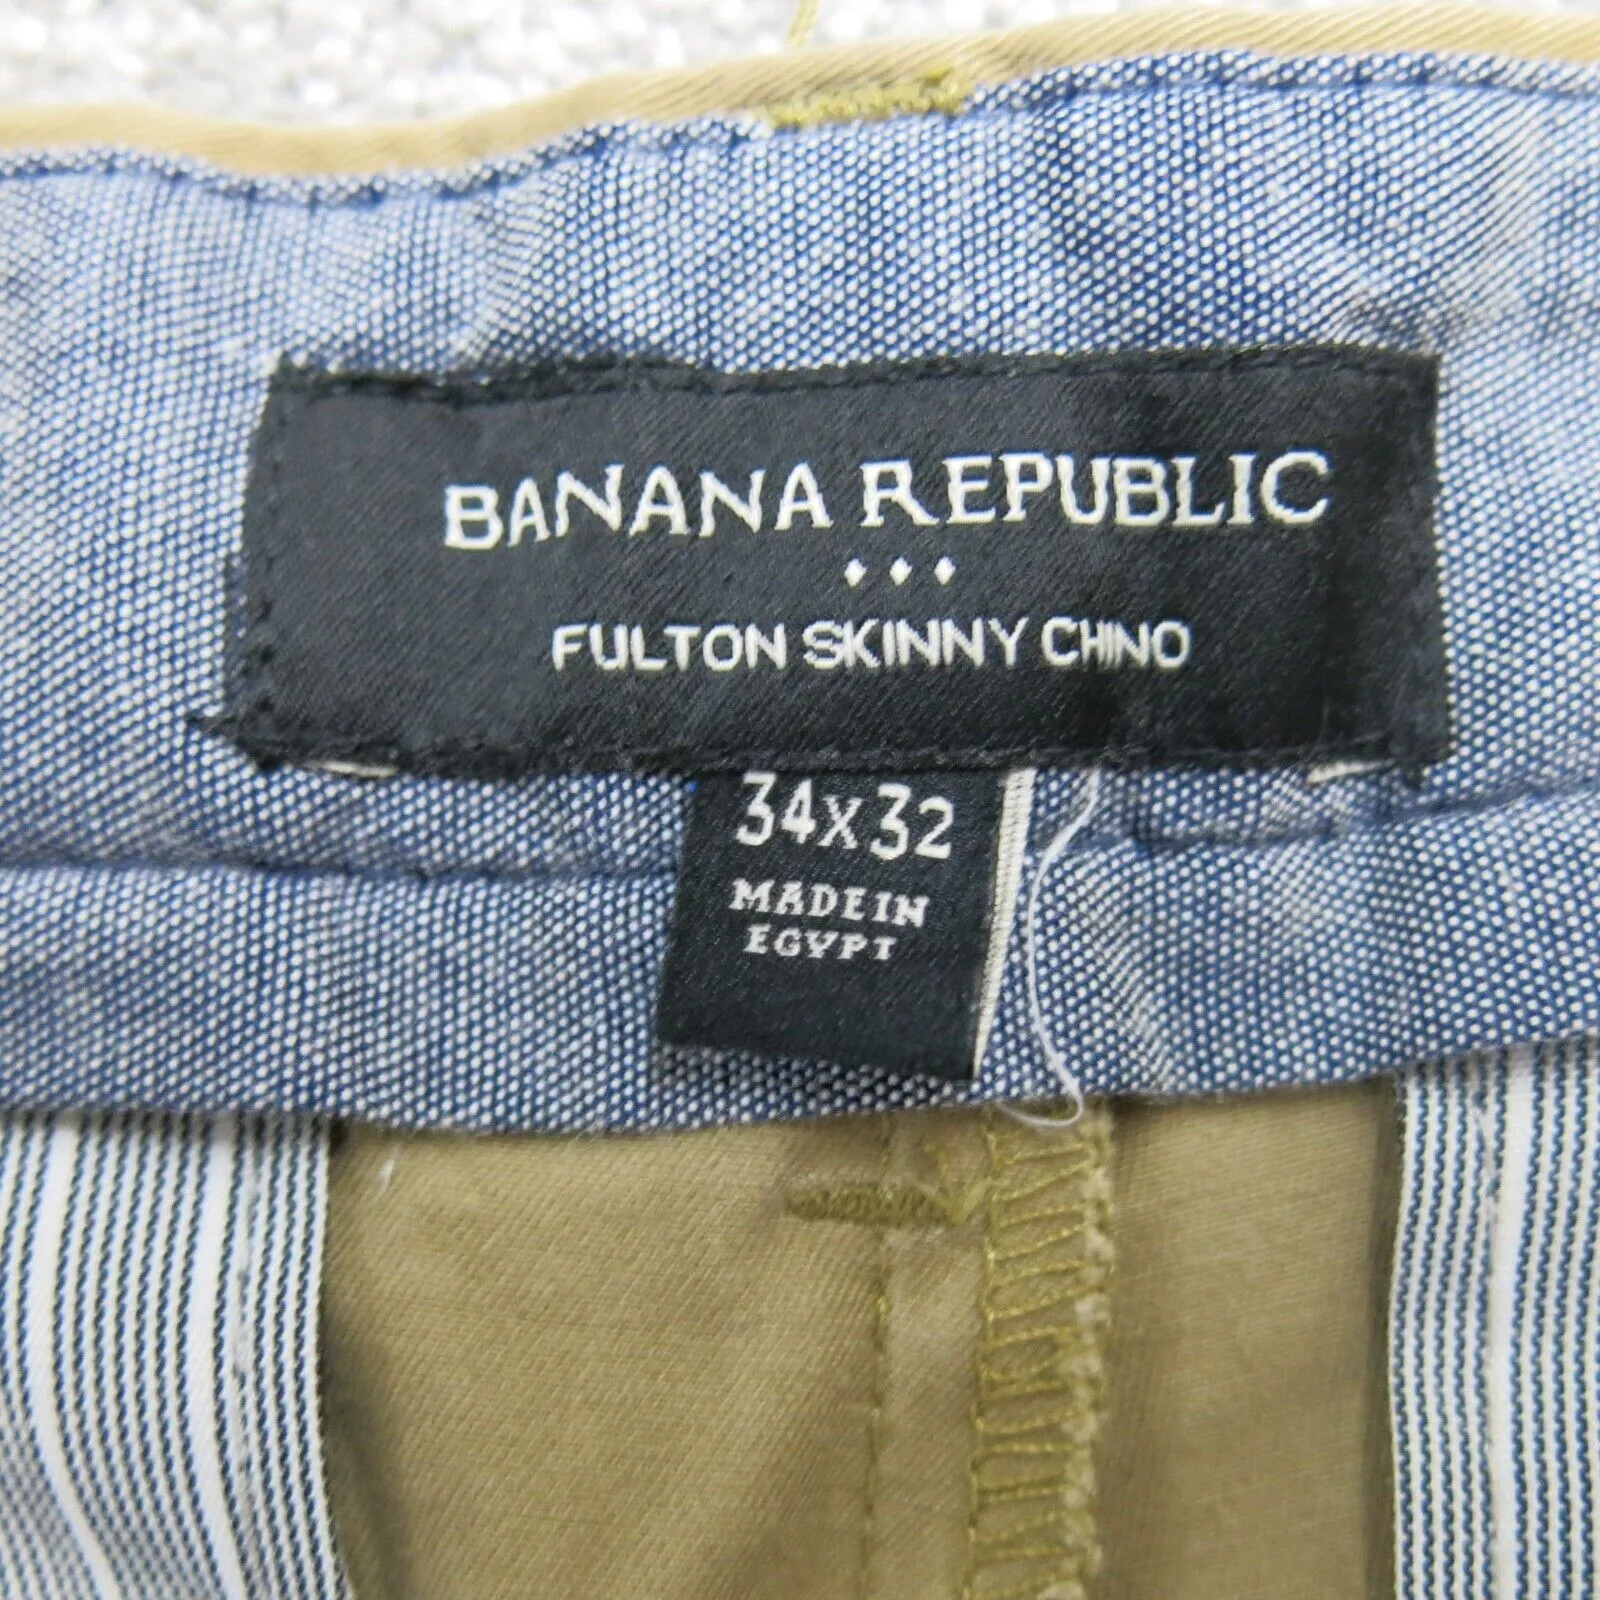 BANANA REPUBLIC
FULTON SKINNY CHINO
34X32
MADE IN
EGYPT